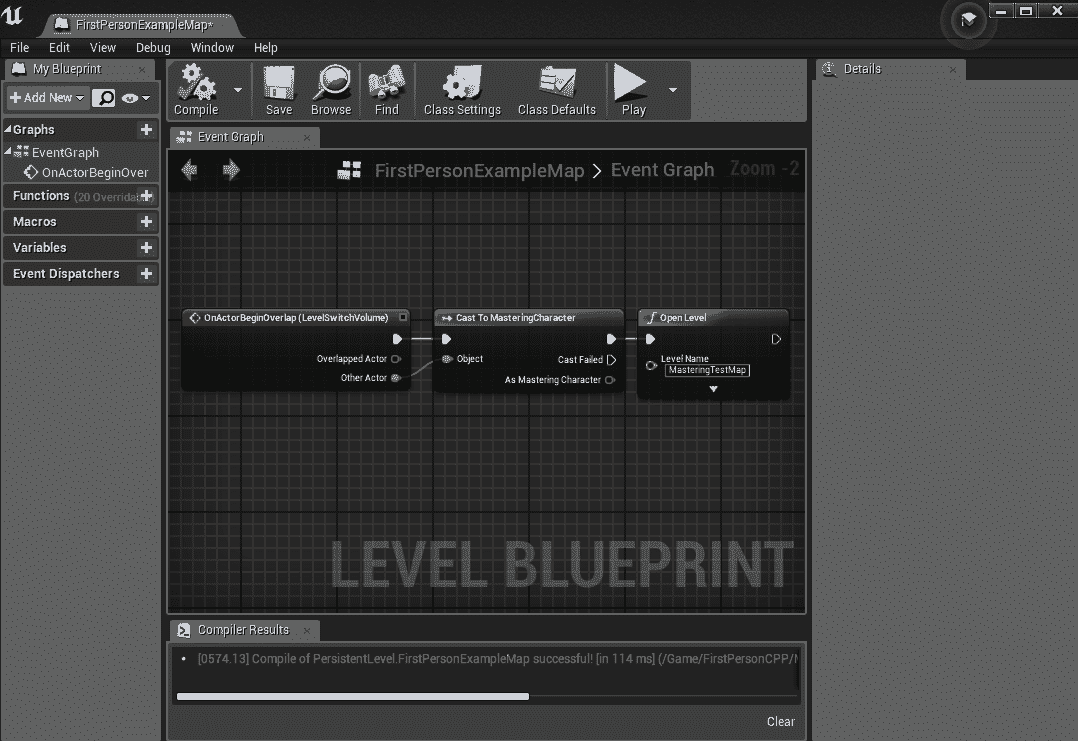 FirstPersonExampleMap*
File Edit View Debug Window Help
My Blueprint
Details
Add New
Compile Save Browse Find Class Settings Class Defaults Play
Graphs
EventGraph
OnActorBeginOver
Functions (20 Overridal
Macros
Variables
Event Dispatchers
Event Graph
FirstPersonExampleMap > Event Graph Zoom -2
OnActorBeginOverlap (LevelSwitchVolume)
Overlapped Actor
Other Actor
Cast To MasteringCharacter
Object
Cast Failed
As Mastering Character
Open Level
Level Name
MasteringTestMap
LEVEL BLUEPRINT
Compiler Results
• [0574.13] Compile of PersistentLevel.FirstPersonExampleMap successful! [in 114 ms] (/Game/FirstPersonCPP/
Clear